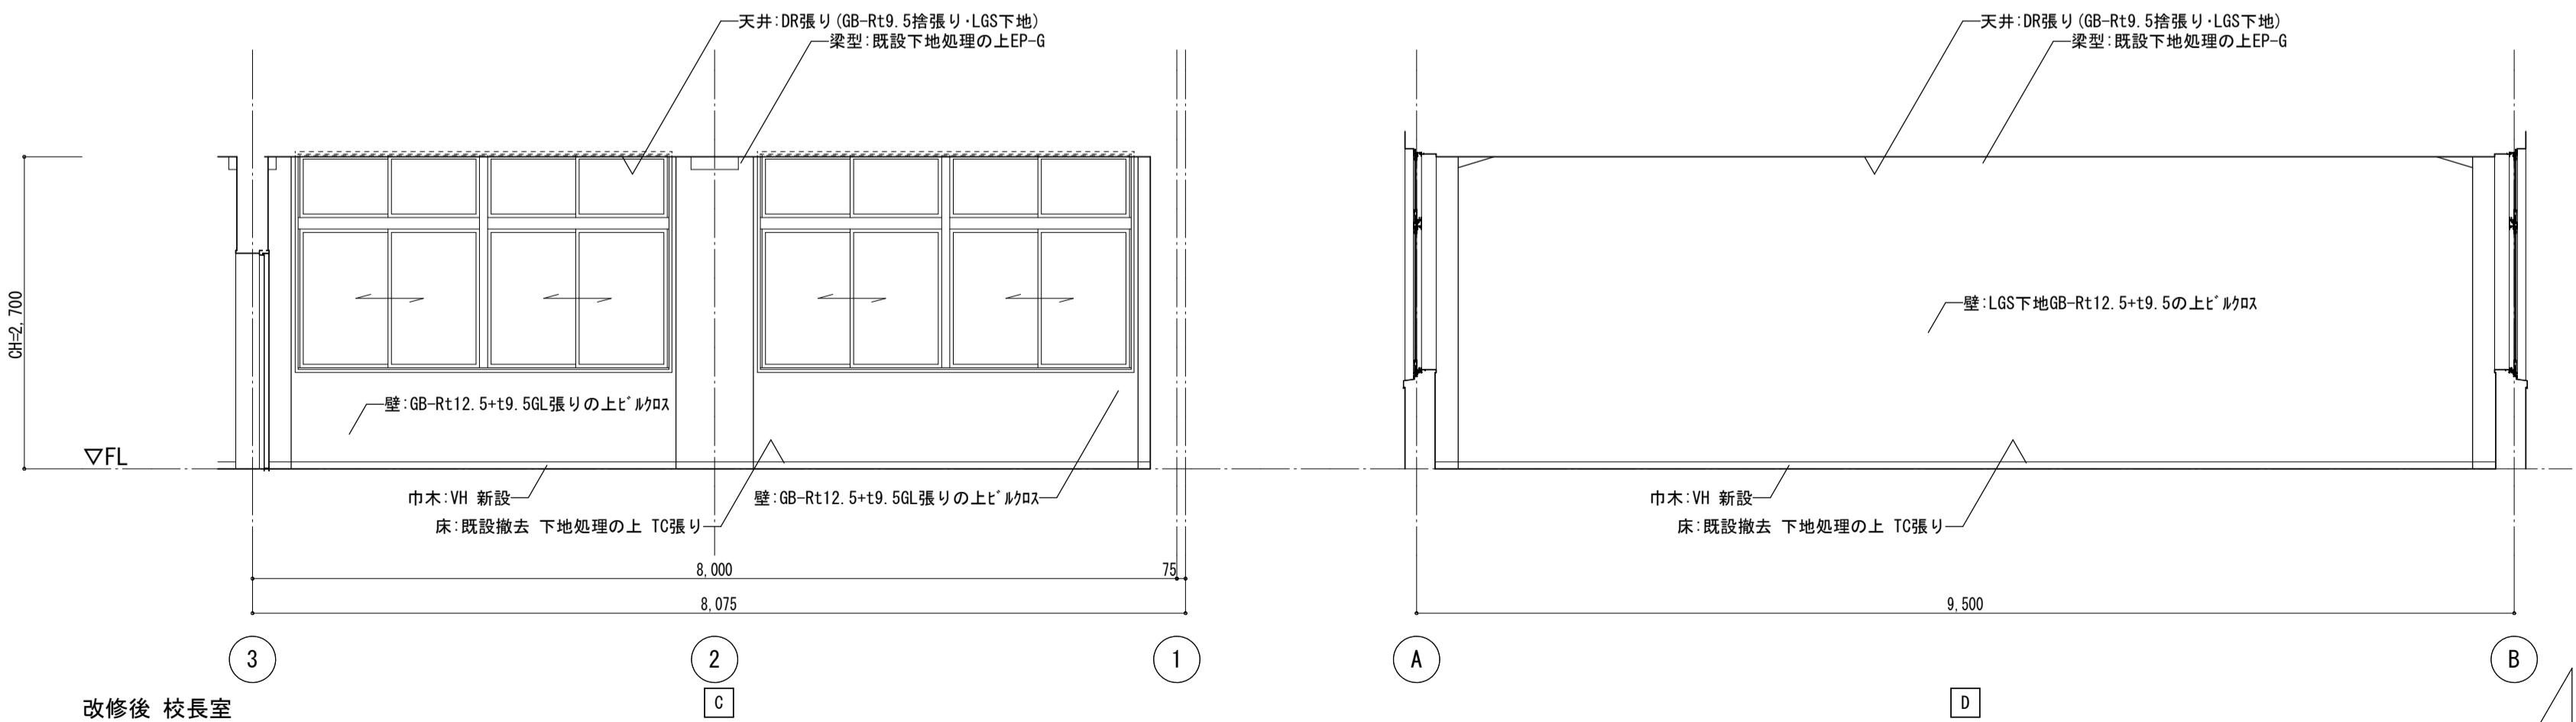 天井:DR張り(GB-Rt9.5捨張り・LGS下地)
梁型:既設下地処理の上EP-G
天井:DR張り(GB-Rt9.5捨張り・LGS下地)
梁型:既設下地処理の上EP-G
CH=2,700
壁:LGS下地GB-Rt12.5+t9.5の上ﾋﾞﾙｸﾛｽ
壁:GB-Rt12.5+t9.5GL張りの上ﾋﾞﾙｸﾛｽ
▽FL
巾木:VH 新設
壁:GB-Rt12.5+t9.5GL張りの上ﾋﾞﾙｸﾛｽ
床:既設撤去 下地処理の上 TC張り
巾木:VH 新設
床:既設撤去 下地処理の上 TC張り
8,000
75
8,075
9,500
3
2
1
A
B
改修後 校長室
C
D